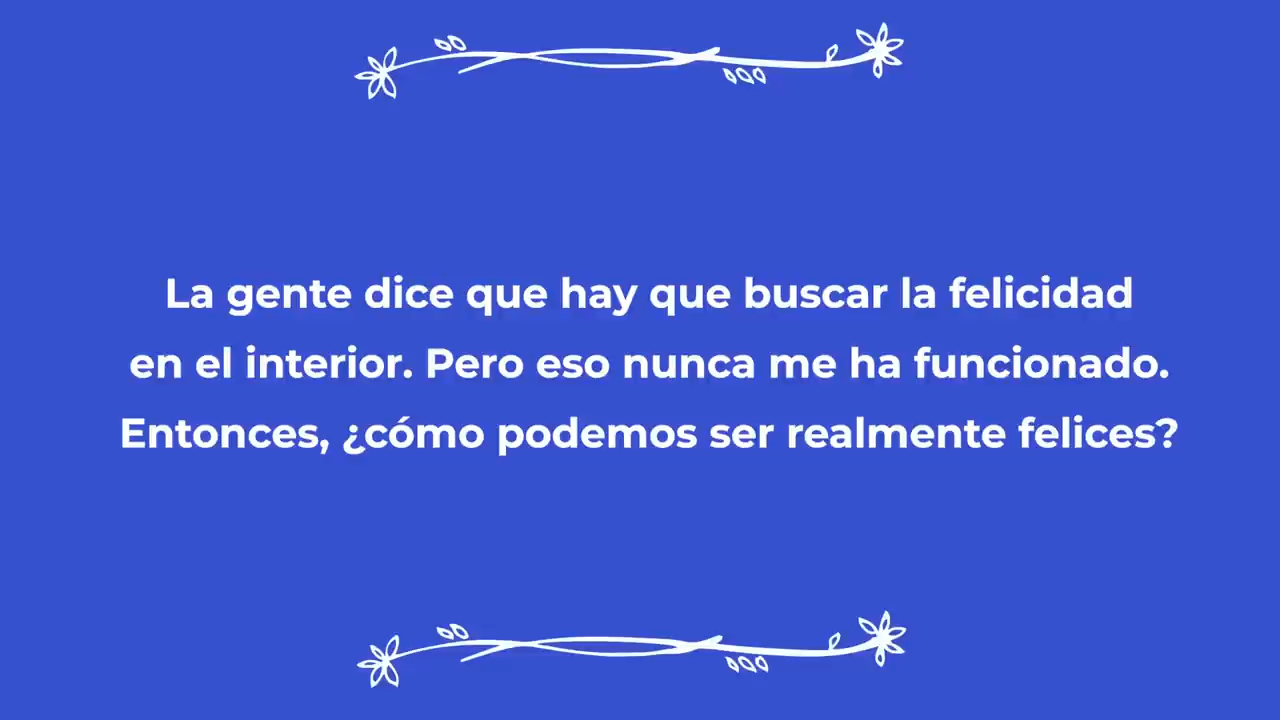 La gente dice que hay que buscar la felicidad
en el interior. Pero eso nunca me ha funcionado.
Entonces, ¿cómo podemos ser realmente felices?